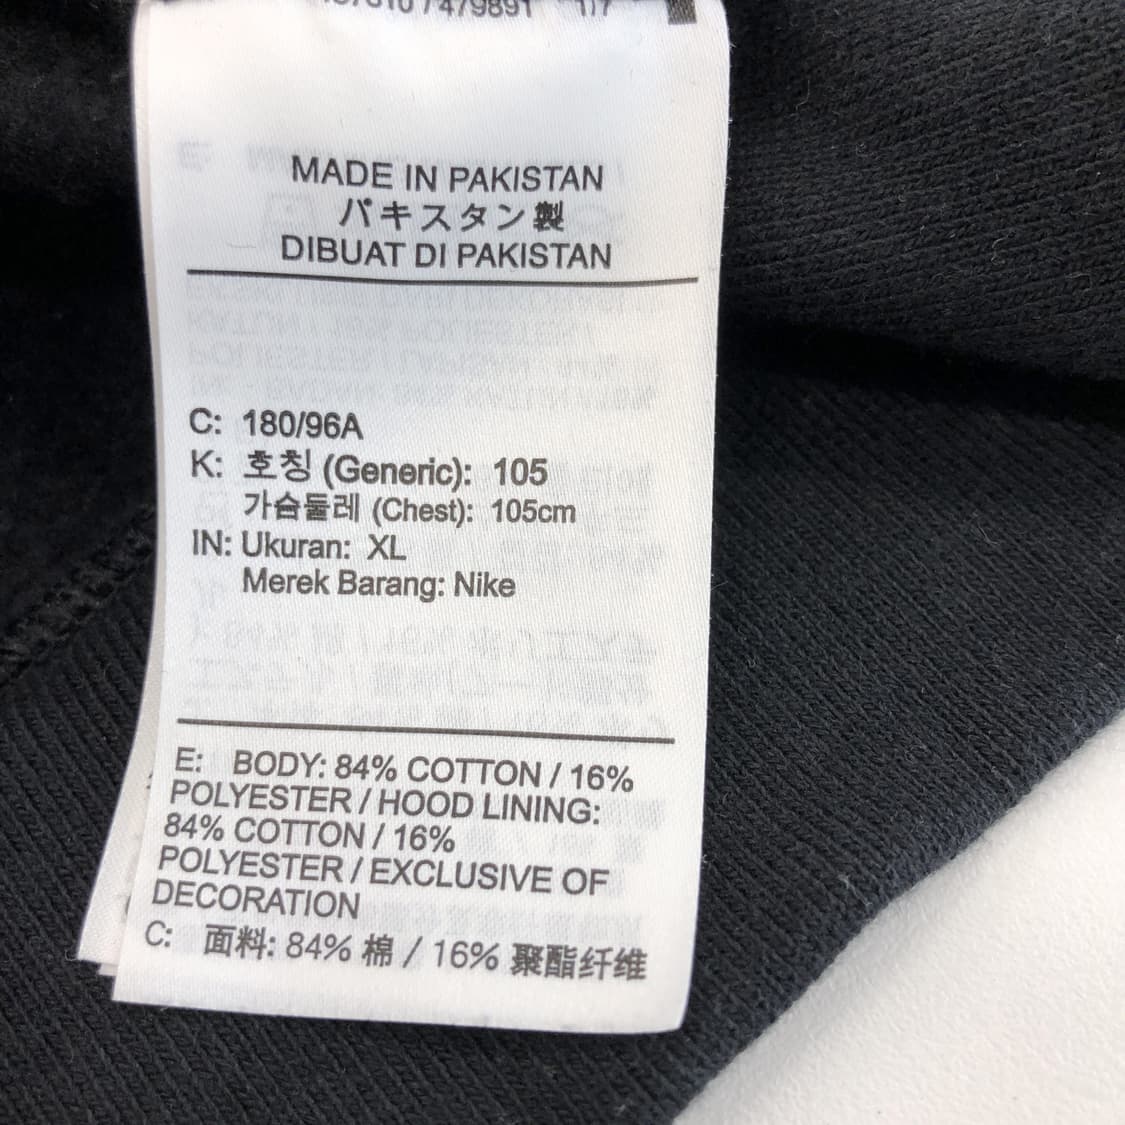 MADE IN PAKISTAN
パキスタン製
DIBUAT DI PAKISTAN
C: 180/96A
K: 호칭 (Generic): 105
가슴둘레 (Chest): 105cm
IN: Ukuran: XL
Merek Barang: Nike
E: BODY: 84% COTTON / 16%
POLYESTER / HOOD LINING:
84% COTTON / 16%
POLYESTER / EXCLUSIVE OF
DECORATION
C: 面料: 84% 棉 / 16% 聚酯纤维